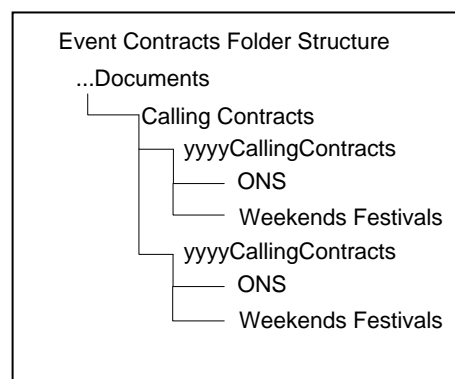 Event Contracts Folder Structure
...Documents
Calling Contracts
yyyyCallingContracts
ONS
Weekends Festivals
yyyyCallingContracts
ONS
Weekends Festivals